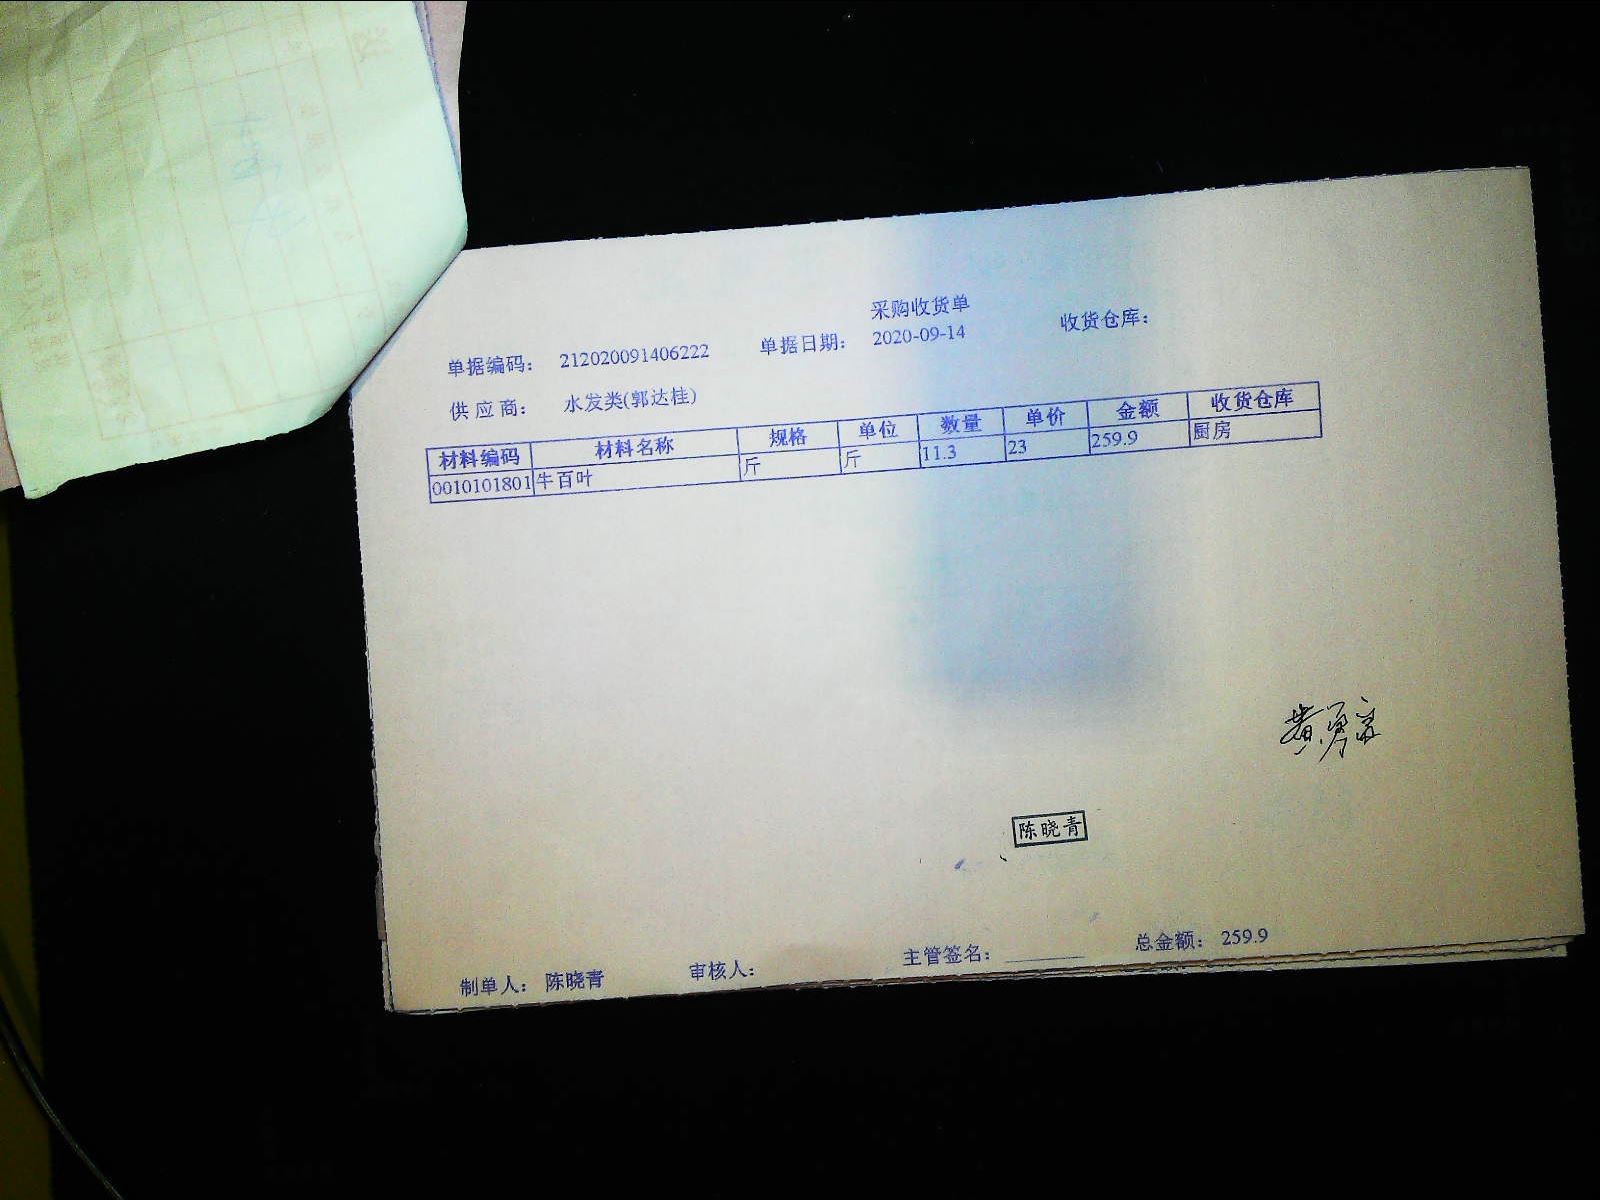 采购收货单
单据编码： 212020091406222 单据日期： 2020-09-14 收货仓库：
供应商： 水发类(郭达桂)
材料编码 材料名称 规格 单位 数量 单价 金额 收货仓库
0010101801 牛百叶 斤 斤 11.3 23 259.9 厨房
陈晓青
制单人： 陈晓青 审核人： 主管签名： 总金额： 259.9